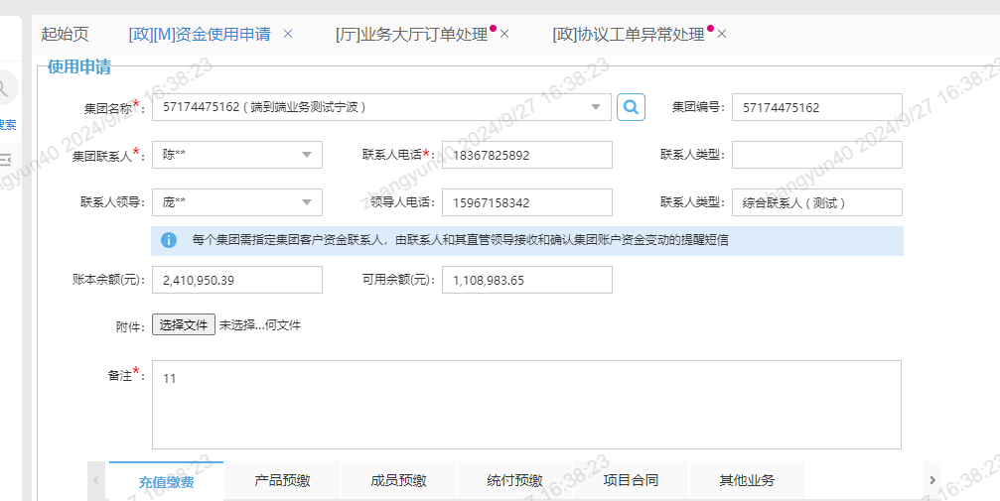 起始页 [政][M]资金使用申请 × [厅]业务大厅订单处理 × [政]协议工单异常处理 ×
使用申请
搜索
集团名称*: 57174475162 ( 端到端业务测试宁波 ) 集团编号: 57174475162
集团联系人*: 陈** 联系人电话*: 18367825892 联系人类型:
联系人领导: 庞** 领导人电话: 15967158342 联系人类型: 综合联系人 ( 测试 )
每个集团需指定集团客户资金联系人，由联系人和其直管领导接收和确认集团账户资金变动的提醒短信
账本余额(元): 2,410,950.39 可用余额(元): 1,108,983.65
附件: 选择文件 未选择...何文件
备注*: 11
充值缴费 产品预缴 成员预缴 统付预缴 项目合同 其他业务
zhangyun40 2024/9/27 16:38:23
zhangyun40 2024/9/27 16:38:23